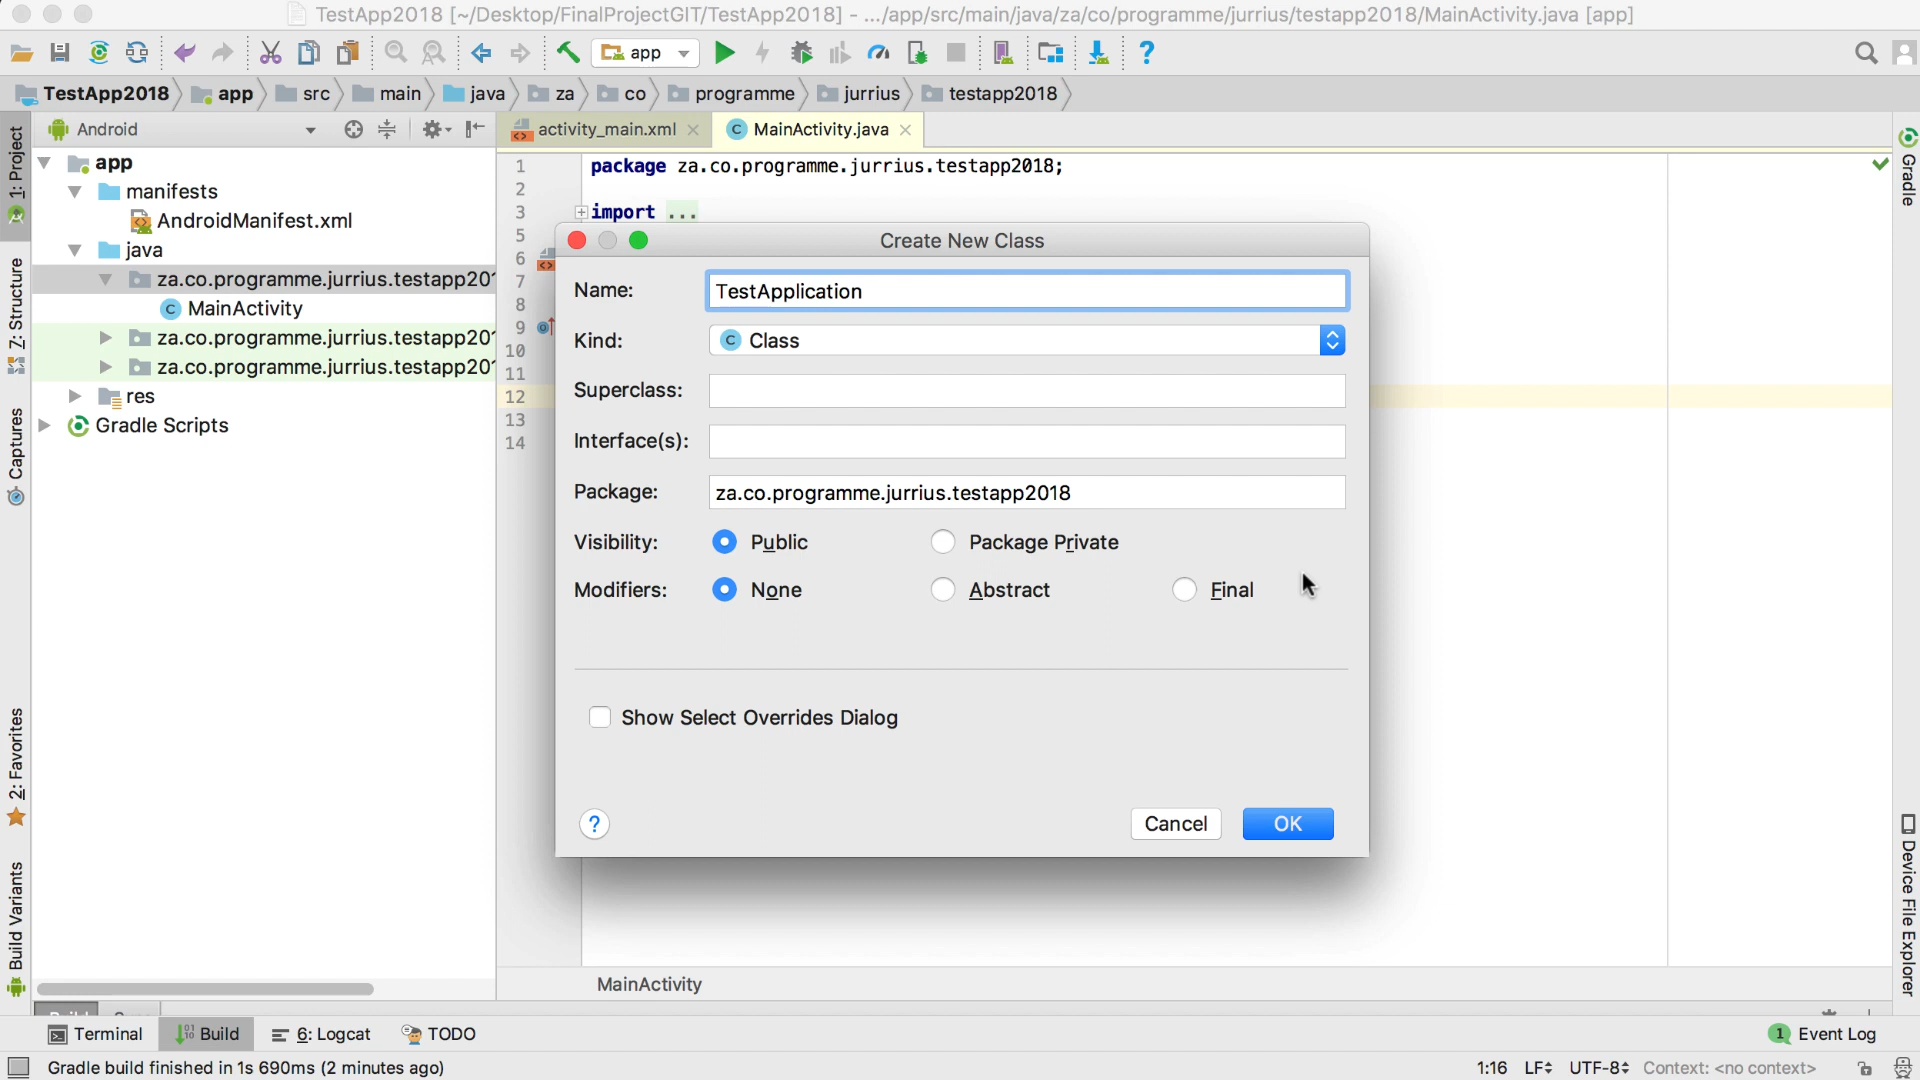 TestApp2018 [~/Desktop/FinalProjectGIT/TestApp2018] - .../app/src/main/java/za/co/programme/jurrius/testapp2018/MainActivity.java [app]
app
TestApp2018 app src main java za co programme jurrius testapp2018
1: Project
Z: Structure
Captures
2: Favorites
Build Variants
Android
app
manifests
AndroidManifest.xml
java
za.co.programme.jurrius.testapp20
MainActivity
za.co.programme.jurrius.testapp20
za.co.programme.jurrius.testapp20
res
Gradle Scripts
activity_main.xml MainActivity.java
1 package za.co.programme.jurrius.testapp2018;
2
3 import ...
5
6
7
8
9
10
11
12
13
14
Create New Class
Name: TestApplication
Kind: Class
Superclass:
Interface(s):
Package: za.co.programme.jurrius.testapp2018
Visibility: Public Package Private
Modifiers: None Abstract Final
Show Select Overrides Dialog
? Cancel OK
MainActivity
Gradle
Device File Explorer
Terminal Build 6: Logcat TODO 1 Event Log
Gradle build finished in 1s 690ms (2 minutes ago) 1:16 LF UTF-8 Context: <no context>